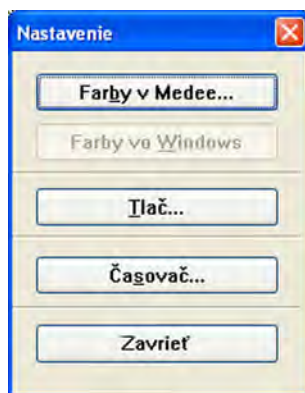 Nastavenie
Farby v Medee...
Farby vo Windows
Tlač...
Časovač...
Zavrieť